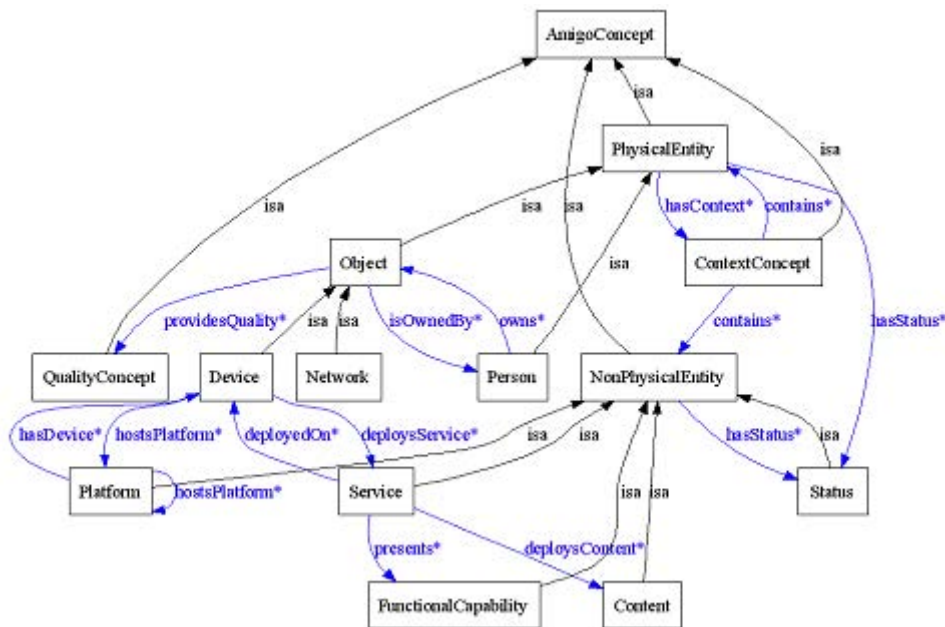 AmigoConcept
isa
PhysicalEntity
isa
hasContext*
contains*
isa
isa
isa
Object
ContextConcept
isa
providesQuality*
isa
isa
isOwnedBy*
owns*
contains*
hasStatus*
QualityConcept
Device
Network
Person
NonPhysicalEntity
hasDevice*
hostsPlatform*
deployedOn*
deploysService*
isa
isa
hasStatus*
isa
Platform
hostsPlatform*
Service
isa
isa
Status
presents*
deploysContent*
FunctionalCapability
Content